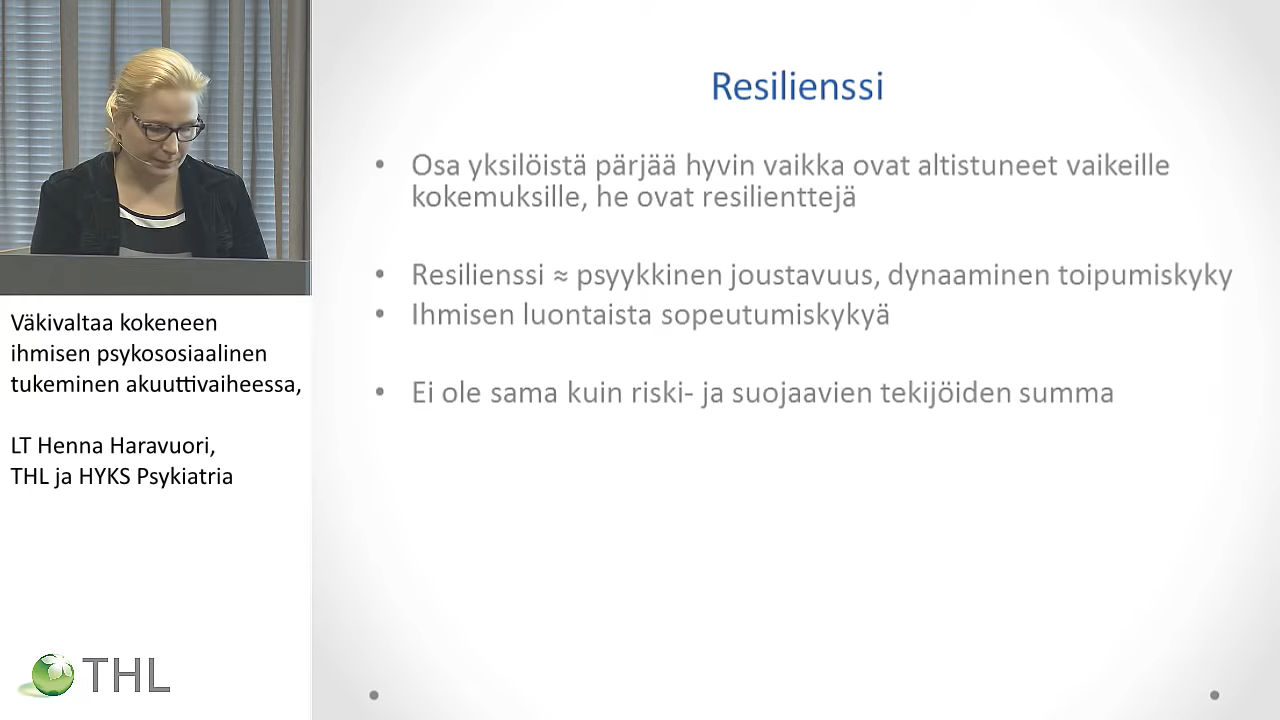 Väkivaltaa kokeneen
ihmisen psykososiaalinen
tukeminen akuuttivaiheessa,
LT Henna Haravuori,
THL ja HYKS Psykiatria
THL
Resilienssi
• Osa yksilöistä pärjää hyvin vaikka ovat altistuneet vaikeille
kokemuksille, he ovat resilienttejä
• Resilienssi ≈ psyykkinen joustavuus, dynaaminen toipumiskyky
• Ihmisen luontaista sopeutumiskykyä
• Ei ole sama kuin riski- ja suojaavien tekijöiden summa